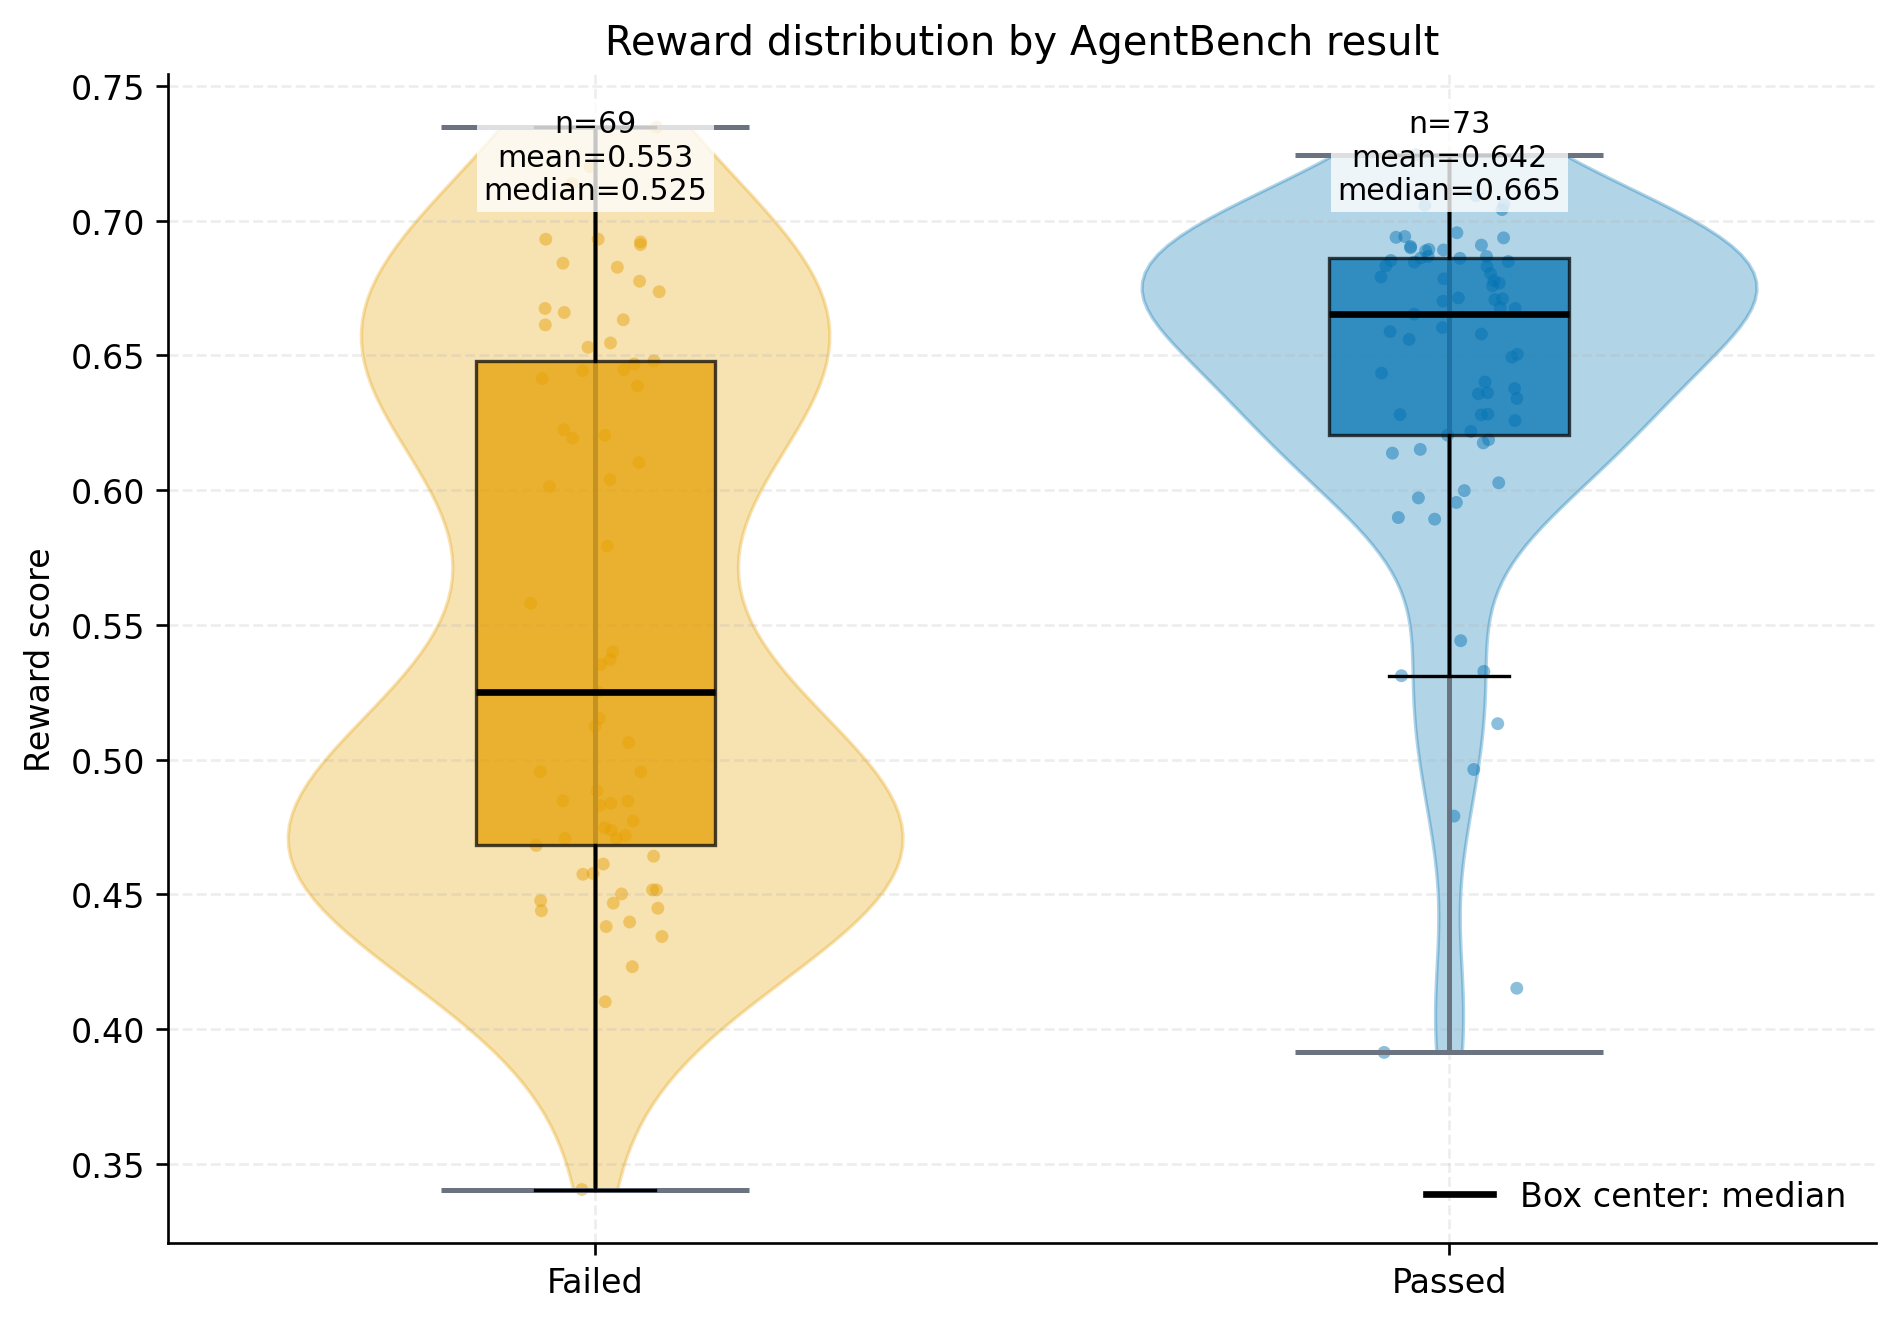 Reward distribution by AgentBench result
Reward score
0.75
0.70
0.65
0.60
0.55
0.50
0.45
0.40
0.35
n=69
mean=0.553
median=0.525
n=73
mean=0.642
median=0.665
Box center: median
Failed
Passed